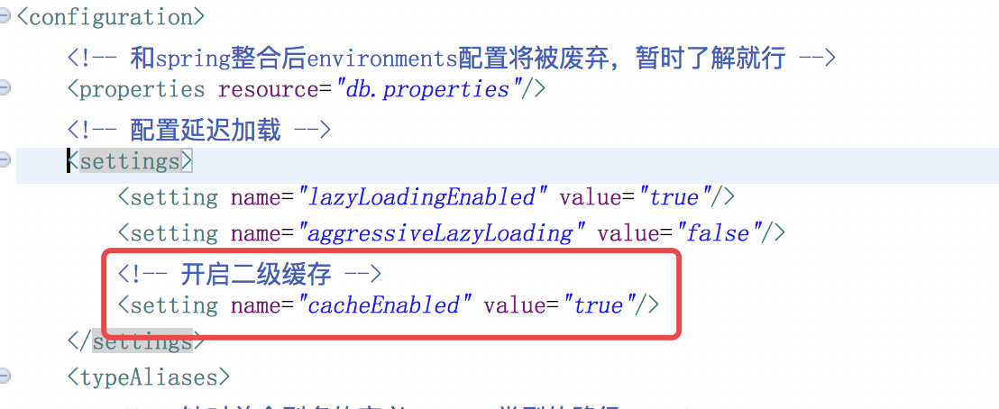 <configuration>
<!-- 和spring整合后environments配置将被废弃，暂时了解就行 -->
<properties resource="db.properties"/>
<!-- 配置延迟加载 -->
<settings>
<setting name="lazyLoadingEnabled" value="true"/>
<setting name="aggressiveLazyLoading" value="false"/>
<!-- 开启二级缓存 -->
<setting name="cacheEnabled" value="true"/>
</settings>
<typeAliases>